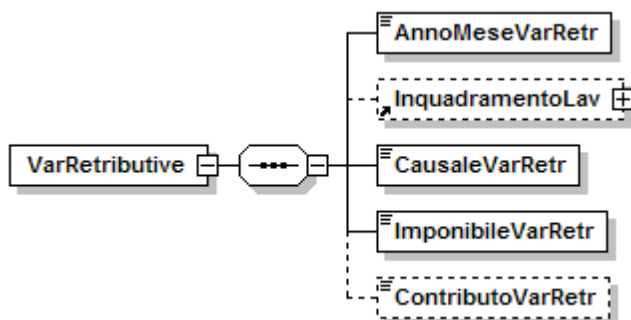 AnnoMeseVarRetr
InquadramentoLav
VarRetributive
CausaleVarRetr
ImponibileVarRetr
ContributoVarRetr